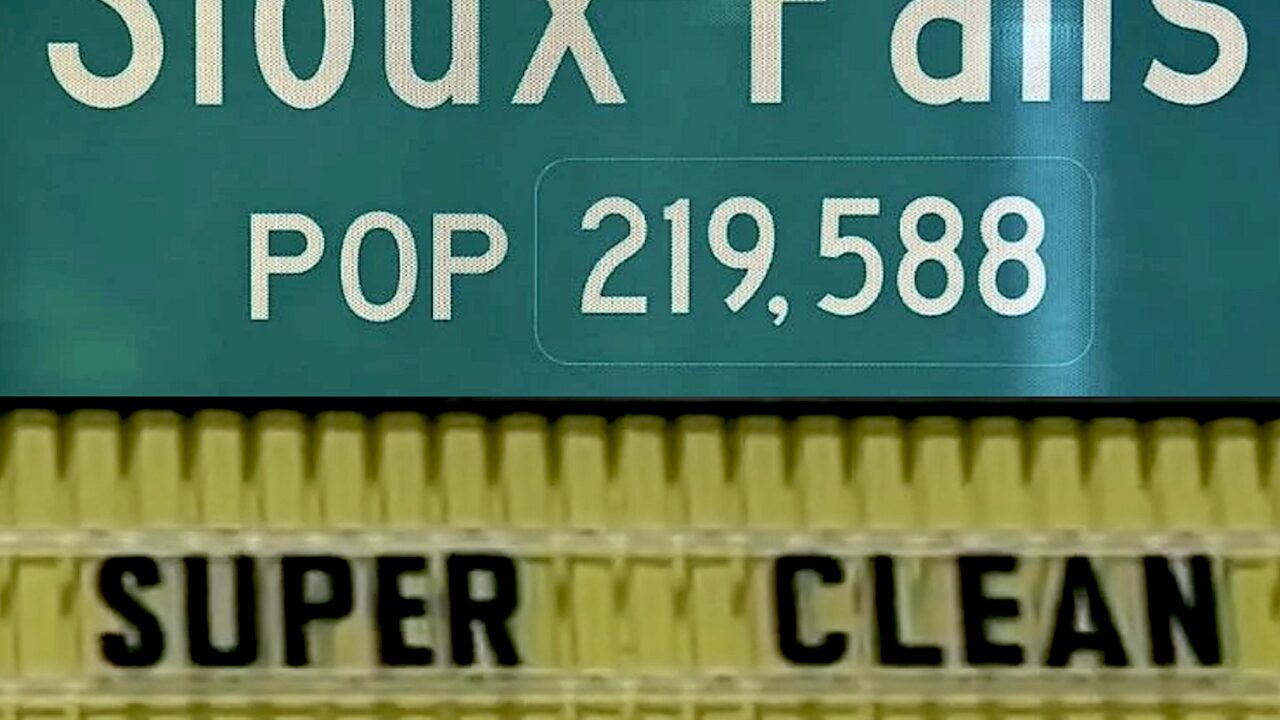 Sioux Falls
POP 219,588
SUPER CLEAN